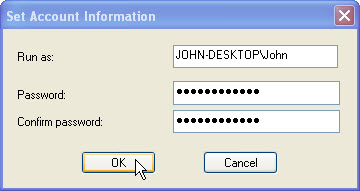 Set Account Information
Run as: JOHN-DESKTOP\John
Password: ●●●●●●●●●●●●
Confirm password: ●●●●●●●●●●●●
OK Cancel